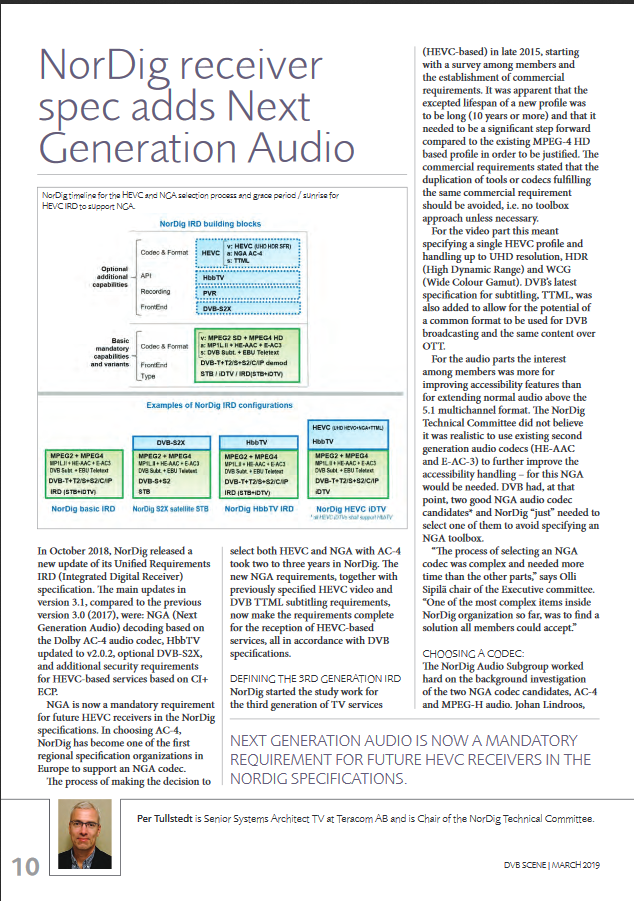 NorDig receiver
spec adds Next
Generation Audio
NorDig timeline for the HEVC and NGA selection process and grace period / sunrise for
HEVC IRD to support NGA.
NorDig IRD building blocks
Optional
additional
capabilities
Codec & Format
HEVC
v: HEVC (UHD HDR SFR)
a: NGA AC-4
s: TTML
API
HbbTV
Recording
PVR
FrontEnd
DVB-S2X
Basic
mandatory
capabilities
and variants
Codec & Format
v: MPEG2 SD + MPEG4 HD
a: MP1L II + HE-AAC + E-AC3
s: DVB Subt. + EBU Teletext
FrontEnd
DVB-T+T2/S+S2/C/IP demod
Type
STB / iDTV / IRD(STB+iDTV)
Examples of NorDig IRD configurations
MPEG2 + MPEG4
MP1L II + HE-AAC + E-AC3
DVB Subt. + EBU Teletext
DVB-T+T2/S+S2/C/IP
IRD (STB+iDTV)
NorDig basic IRD
DVB-S2X
MPEG2 + MPEG4
MP1L II + HE-AAC + E-AC3
DVB Subt. + EBU Teletext
DVB-S+S2
STB
NorDig S2X satellite STB
HbbTV
MPEG2 + MPEG4
MP1L II + HE-AAC + E-AC3
DVB Subt. + EBU Teletext
DVB-T+T2/S+S2/C/IP
IRD (STB+iDTV)
NorDig HbbTV IRD
HEVC (UHD HEVC+NGA+TTML)
HbbTV
MPEG2 + MPEG4
MP1L II + HE-AAC + E-AC3
DVB Subt. + EBU Teletext
DVB-T+T2/S+S2/C/IP
iDTV
NorDig HEVC iDTV
* all HEVC iDTVs shall support HbbTV
In October 2018, NorDig released a
new update of its Unified Requirements
IRD (Integrated Digital Receiver)
specification. The main updates in
version 3.1, compared to the previous
version 3.0 (2017), were: NGA (Next
Generation Audio) decoding based on
the Dolby AC-4 audio codec, HbbTV
updated to v2.0.2, optional DVB-S2X,
and additional security requirements
for HEVC-based services based on CI+
ECP.
NGA is now a mandatory requirement
for future HEVC receivers in the NorDig
specifications. In choosing AC-4,
NorDig has become one of the first
regional specification organizations in
Europe to support an NGA codec.
The process of making the decision to
select both HEVC and NGA with AC-4
took two to three years in NorDig. The
new NGA requirements, together with
previously specified HEVC video and
DVB TTML subtitling requirements,
now make the requirements complete
for the reception of HEVC-based
services, all in accordance with DVB
specifications.
DEFINING THE 3RD GENERATION IRD
NorDig started the study work for
the third generation of TV services
(HEVC-based) in late 2015, starting
with a survey among members and
the establishment of commercial
requirements. It was apparent that the
excepted lifespan of a new profile was
to be long (10 years or more) and that it
needed to be a significant step forward
compared to the existing MPEG-4 HD
based profile in order to be justified. The
commercial requirements stated that the
duplication of tools or codecs fulfilling
the same commercial requirement
should be avoided, i.e. no toolbox
approach unless necessary.
For the video part this meant
specifying a single HEVC profile and
handling up to UHD resolution, HDR
(High Dynamic Range) and WCG
(Wide Colour Gamut). DVB's latest
specification for subtitling, TTML, was
also added to allow for the potential of
a common format to be used for DVB
broadcasting and the same content over
OTT.
For the audio parts the interest
among members was more for
improving accessibility features than
for extending normal audio above the
5.1 multichannel format. The NorDig
Technical Committee did not believe
it was realistic to use existing second
generation audio codecs (HE-AAC
and E-AC-3) to further improve the
accessibility handling – for this NGA
would be needed. DVB had, at that
point, two good NGA audio codec
candidates* and NorDig "just" needed to
select one of them to avoid specifying an
NGA toolbox.
"The process of selecting an NGA
codec was complex and needed more
time than the other parts," says Olli
Sipilä chair of the Executive committee.
"One of the most complex items inside
NorDig organization so far, was to find a
solution all members could accept."
CHOOSING A CODEC:
The NorDig Audio Subgroup worked
hard on the background investigation
of the two NGA codec candidates, AC-4
and MPEG-H audio. Johan Lindroos,
NEXT GENERATION AUDIO IS NOW A MANDATORY
REQUIREMENT FOR FUTURE HEVC RECEIVERS IN THE
NORDIG SPECIFICATIONS.
Per Tullstedt is Senior Systems Architect TV at Teracom AB and is Chair of the NorDig Technical Committee.
10
DVB SCENE | MARCH 2019